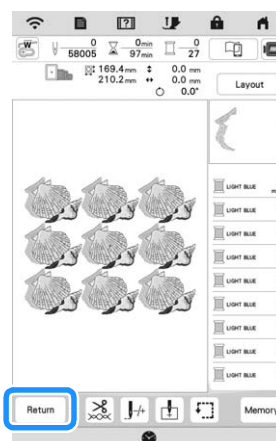 W 0 0min 0
58005 97min 27
169.4mm 0.0 mm
210.2mm 0.0 mm
0.0° Layout
LIGHT BLUE
LIGHT BLUE
LIGHT BLUE
LIGHT BLUE
LIGHT BLUE
LIGHT BLUE
LIGHT BLUE
LIGHT BLUE
LIGHT BLUE
Return -/+ Memory